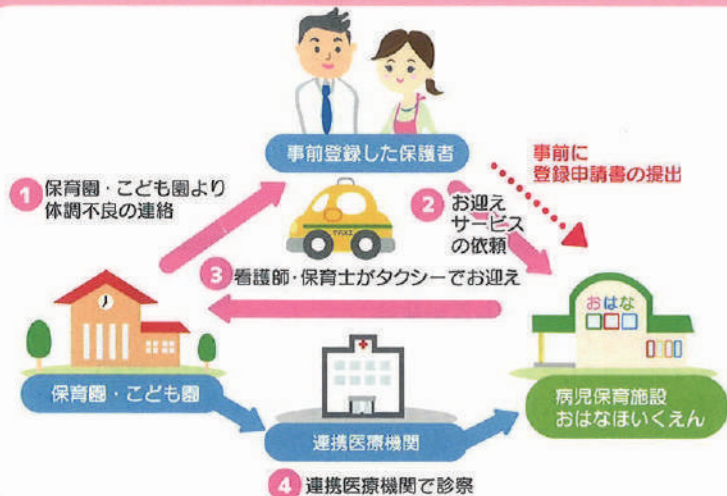 事前登録した保護者
事前に
登録申請書の提出
1 保育園・こども園より
体調不良の連絡
2 お迎え
サービス
の依頼
3 看護師・保育士がタクシーでお迎え
おはな
保育園・こども園
連携医療機関
病児保育施設
おはなほいくえん
4 連携医療機関で診察